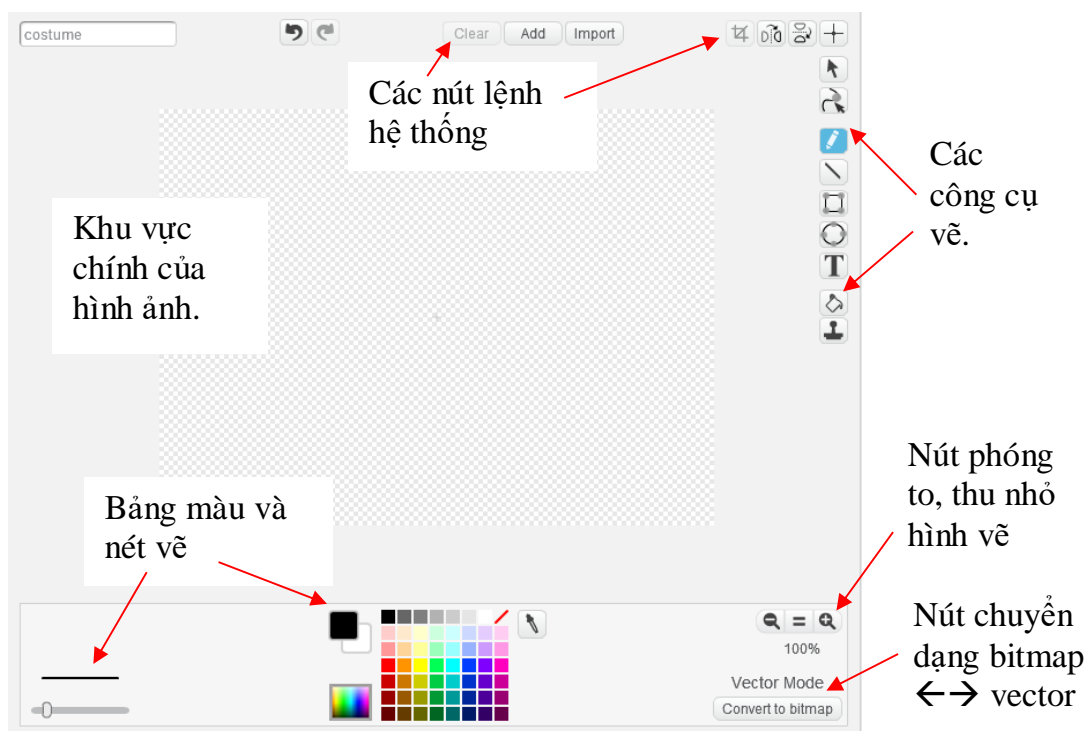 costume
Clear Add Import
Các nút lệnh
hệ thống
Các
công cụ
vẽ.
T
Khu vực
chính của
hình ảnh.
Bảng màu và
nét vẽ
Nút phóng
to, thu nhỏ
hình vẽ
100%
Vector Mode
Convert to bitmap
Nút chuyển
dạng bitmap
←→ vector